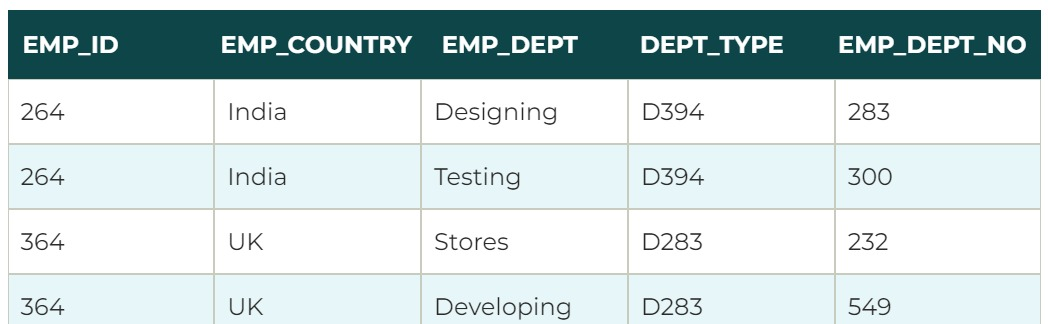 EMP_ID EMP_COUNTRY EMP_DEPT DEPT_TYPE EMP_DEPT_NO
264 India Designing D394 283
264 India Testing D394 300
364 UK Stores D283 232
364 UK Developing D283 549